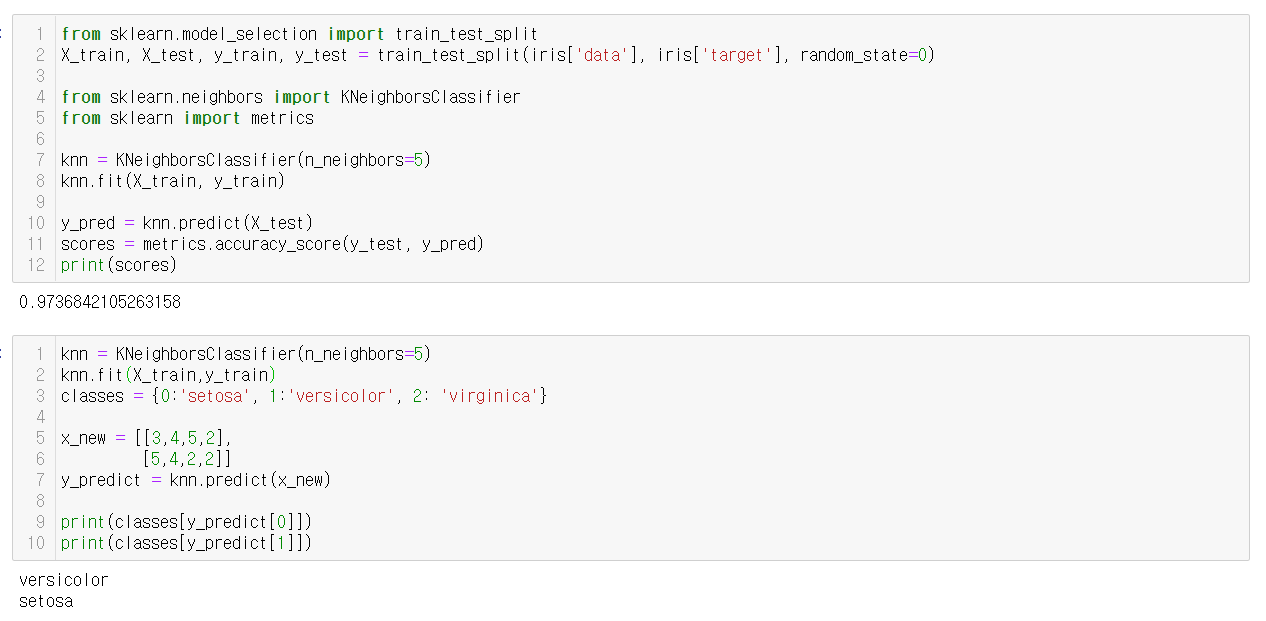 1 from sklearn.model_selection import train_test_split
2 X_train, X_test, y_train, y_test = train_test_split(iris['data'], iris['target'], random_state=0)
3
4 from sklearn.neighbors import KNeighborsClassifier
5 from sklearn import metrics
6
7 knn = KNeighborsClassifier(n_neighbors=5)
8 knn.fit(X_train, y_train)
9
10 y_pred = knn.predict(X_test)
11 scores = metrics.accuracy_score(y_test, y_pred)
12 print(scores)
0.9736842105263158
1 knn = KNeighborsClassifier(n_neighbors=5)
2 knn.fit(X_train,y_train)
3 classes = {0:'setosa', 1:'versicolor', 2: 'virginica'}
4
5 x_new = [[3,4,5,2],
6 [5,4,2,2]]
7 y_predict = knn.predict(x_new)
8
9 print(classes[y_predict[0]])
10 print(classes[y_predict[1]])
versicolor
setosa